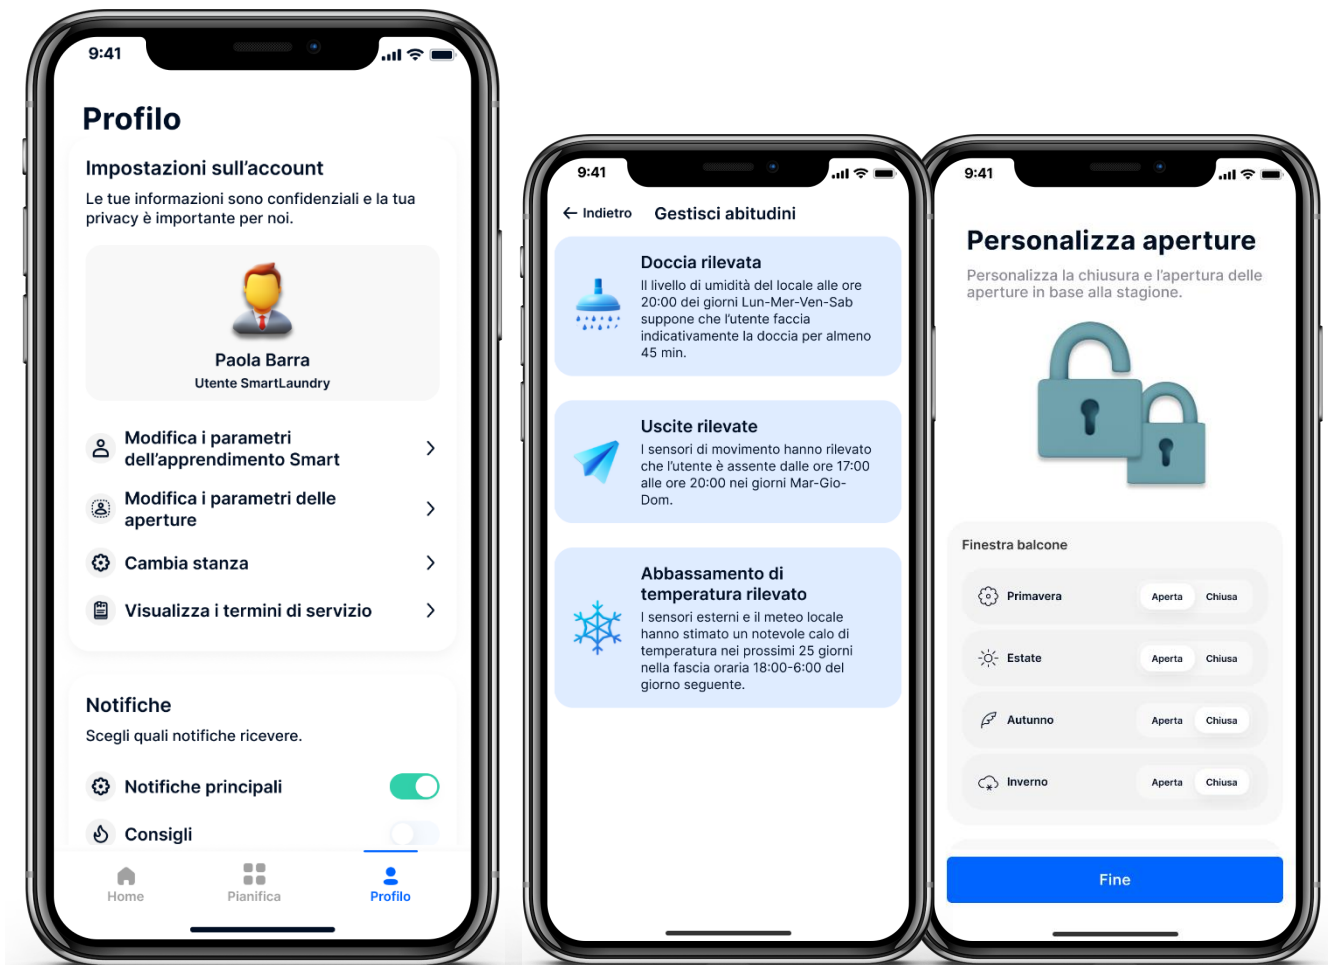 9:41
Profilo
Impostazioni sull'account
Le tue informazioni sono confidenziali e la tua
privacy è importante per noi.
Paola Barra
Utente SmartLaundry
Modifica i parametri
dell'apprendimento Smart
Modifica i parametri delle
aperture
Cambia stanza
Visualizza i termini di servizio
Notifiche
Scegli quali notifiche ricevere.
Notifiche principali
Consigli
Home
Pianifica
Profilo
9:41
Indietro
Gestisci abitudini
Doccia rilevata
Il livello di umidità del locale alle ore
20:00 dei giorni Lun-Mer-Ven-Sab
suppone che l'utente faccia
indicativamente la doccia per almeno
45 min.
Uscite rilevate
I sensori di movimento hanno rilevato
che l'utente è assente dalle ore 17:00
alle ore 20:00 nei giorni Mar-Gio-
Dom.
Abbassamento di
temperatura rilevato
I sensori esterni e il meteo locale
hanno stimato un notevole calo di
temperatura nei prossimi 25 giorni
nella fascia oraria 18:00-6:00 del
giorno seguente.
9:41
Personalizza aperture
Personalizza la chiusura e l'apertura delle
aperture in base alla stagione.
Finestra balcone
Primavera Aperta Chiusa
Estate Aperta Chiusa
Autunno Aperta Chiusa
Inverno Aperta Chiusa
Fine